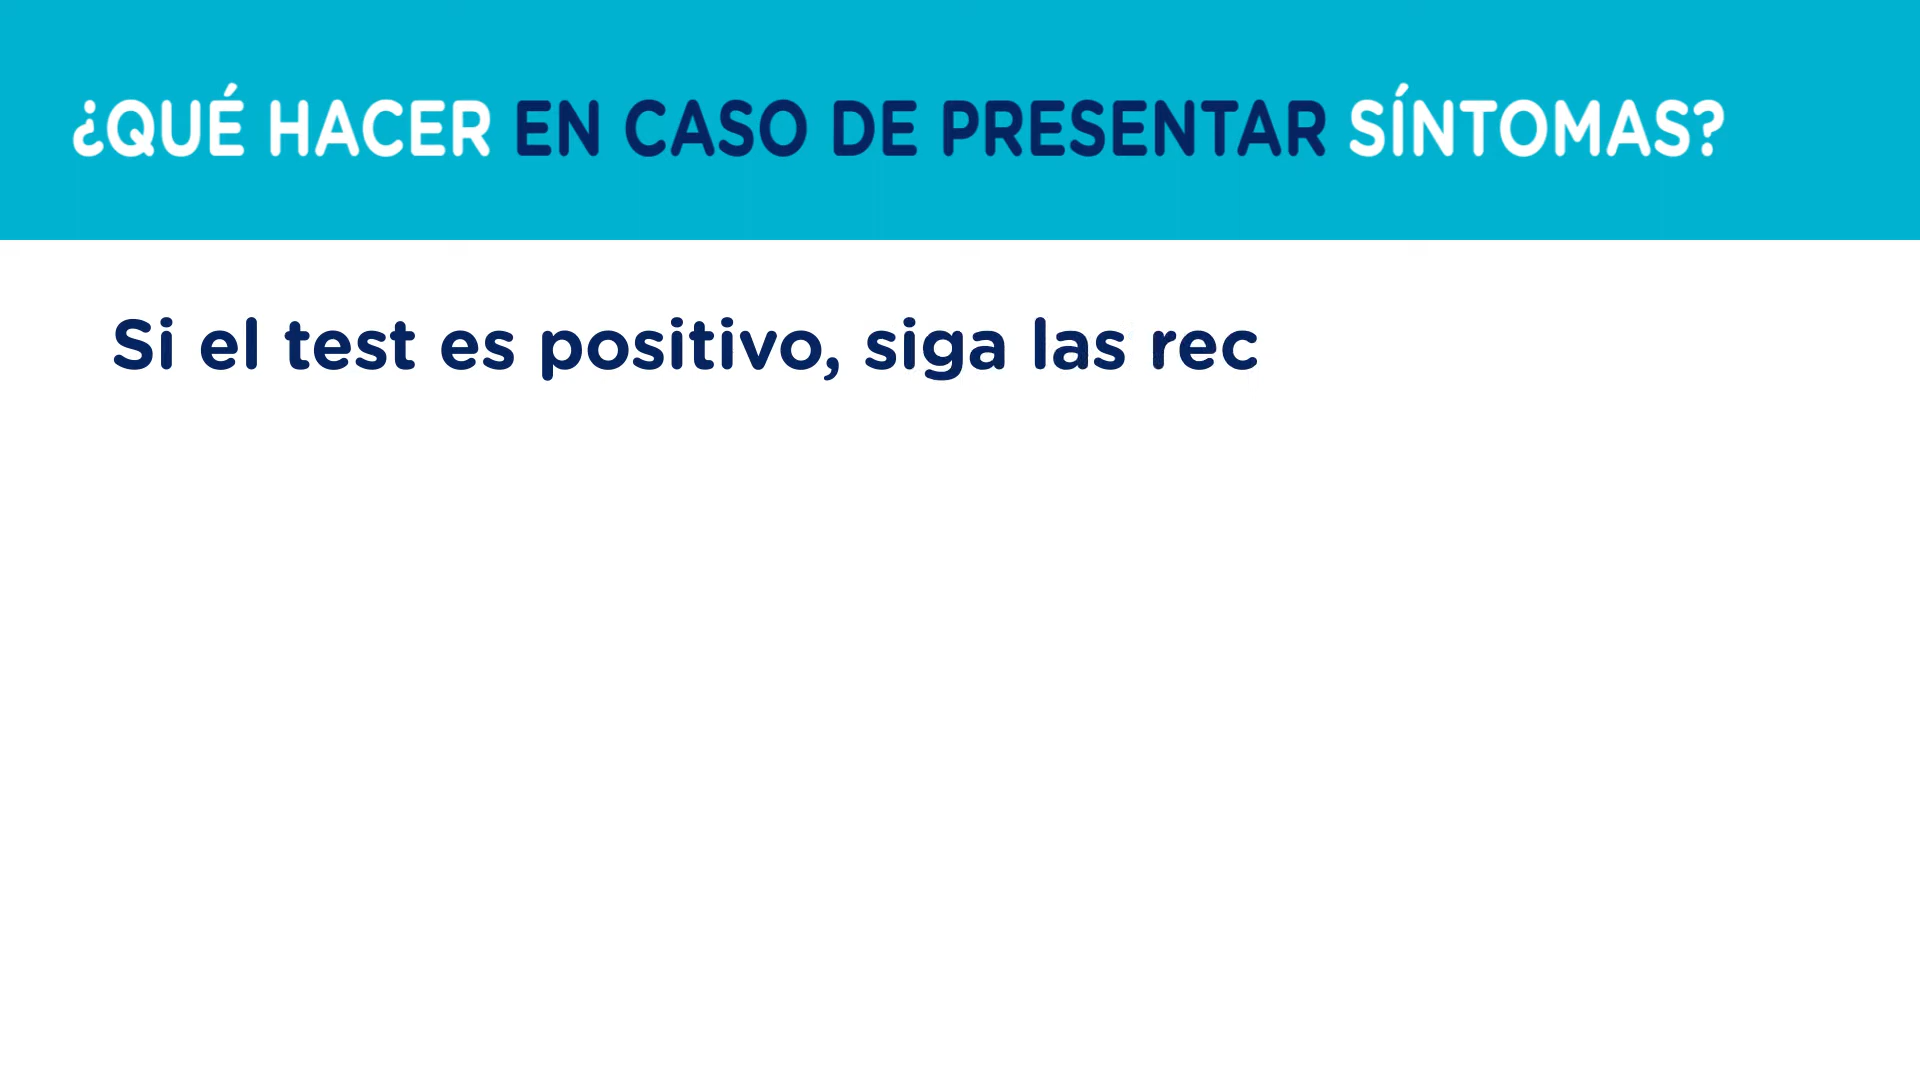 ¿QUÉ HACER EN CASO DE PRESENTAR SÍNTOMAS?
Si el test es positivo, siga las rec